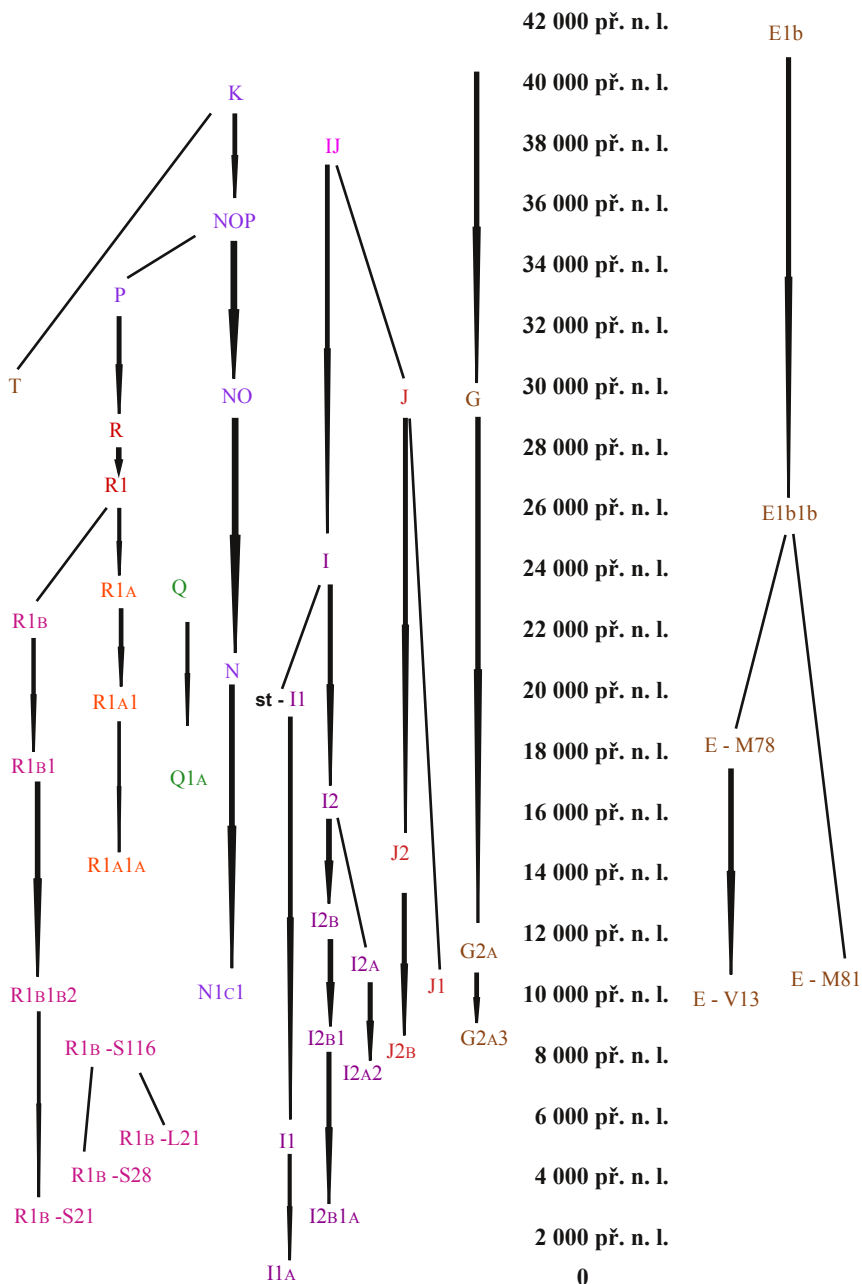 42 000 př. n. l.
E1b
40 000 př. n. l.
K
38 000 př. n. l.
IJ
36 000 př. n. l.
NOP
34 000 př. n. l.
P
32 000 př. n. l.
T
30 000 př. n. l.
NO
J
G
R
28 000 př. n. l.
R1
26 000 př. n. l.
E1b1b
I
24 000 př. n. l.
R1A
Q
R1B
22 000 př. n. l.
N
20 000 př. n. l.
R1A1
st - I1
E - M78
18 000 př. n. l.
R1B1
Q1A
I2
16 000 př. n. l.
R1A1A
J2
14 000 př. n. l.
I2B
12 000 př. n. l.
G2A
I2A
E - M81
J1
R1B1B2
N1C1
10 000 př. n. l.
E - V13
I2B1
G2A3
R1B -S116
J2B
8 000 př. n. l.
I2A2
6 000 př. n. l.
R1B -L21
I1
R1B -S28
4 000 př. n. l.
R1B -S21
I2B1A
2 000 př. n. l.
I1A
0